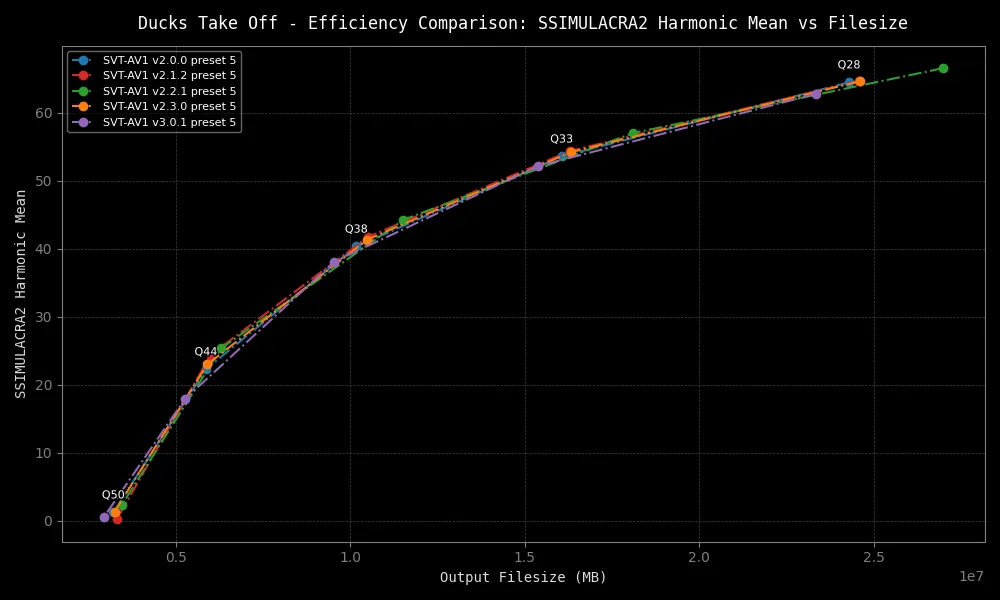 Ducks Take Off - Efficiency Comparison: SSIMULACRA2 Harmonic Mean vs Filesize
SVT-AV1 v2.0.0 preset 5
SVT-AV1 v2.1.2 preset 5
SVT-AV1 v2.2.1 preset 5
SVT-AV1 v2.3.0 preset 5
SVT-AV1 v3.0.1 preset 5
Q28
Q33
Q38
Q44
Q50
SSIMULACRA2 Harmonic Mean
60
50
40
30
20
10
0
0.5 1.0 1.5 2.0 2.5
1e7
Output Filesize (MB)